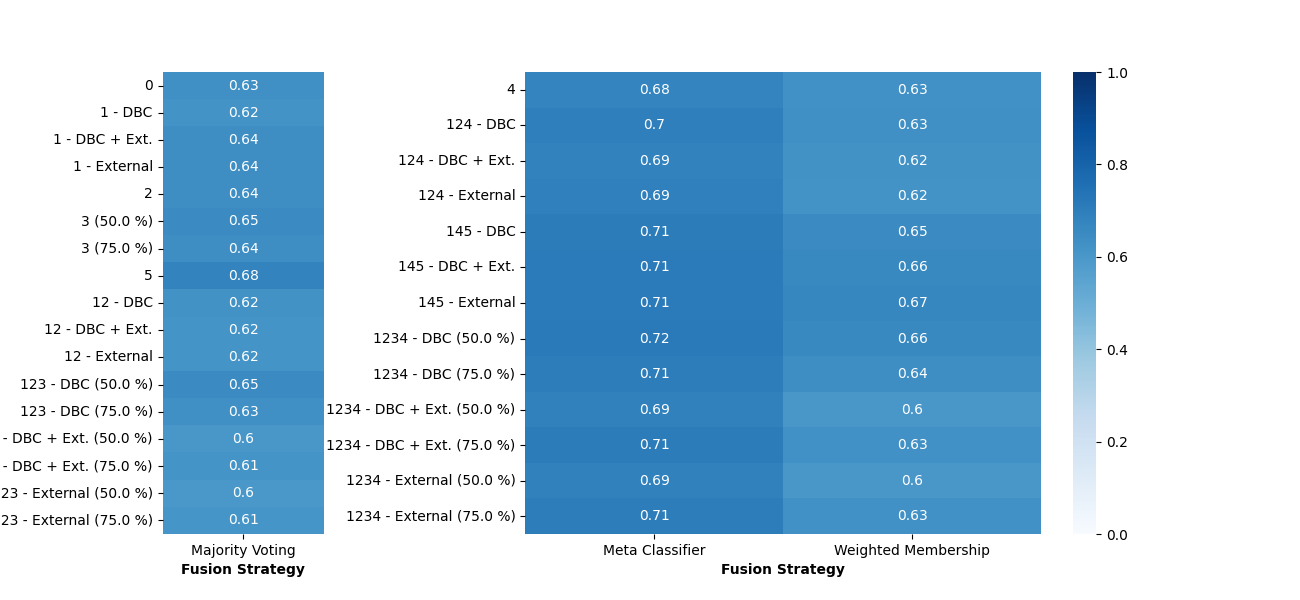 0 0.63
1 - DBC 0.62
1 - DBC + Ext. 0.64
1 - External 0.64
2 0.64
3 (50.0 %) 0.65
3 (75.0 %) 0.64
5 0.68
12 - DBC 0.62
12 - DBC + Ext. 0.62
12 - External 0.62
123 - DBC (50.0 %) 0.65
123 - DBC (75.0 %) 0.63
- DBC + Ext. (50.0 %) 0.6
- DBC + Ext. (75.0 %) 0.61
23 - External (50.0 %) 0.6
23 - External (75.0 %) 0.61
Majority Voting
Fusion Strategy
4 0.68 0.63
124 - DBC 0.7 0.63
124 - DBC + Ext. 0.69 0.62
124 - External 0.69 0.62
145 - DBC 0.71 0.65
145 - DBC + Ext. 0.71 0.66
145 - External 0.71 0.67
1234 - DBC (50.0 %) 0.72 0.66
1234 - DBC (75.0 %) 0.71 0.64
1234 - DBC + Ext. (50.0 %) 0.69 0.6
1234 - DBC + Ext. (75.0 %) 0.71 0.63
1234 - External (50.0 %) 0.69 0.6
1234 - External (75.0 %) 0.71 0.63
Meta Classifier Weighted Membership
Fusion Strategy
1.0
0.8
0.6
0.4
0.2
0.0